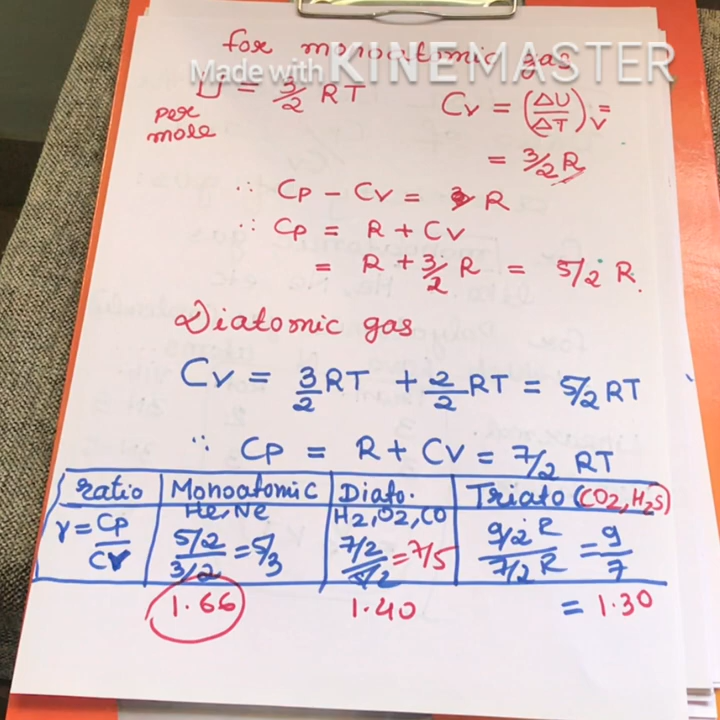 for monoatomic gas
Made with KINEMASTER
U = 3/2 RT
per mole
Cv = (ΔU/ΔT)v =
= 3/2 R
∴ Cp - Cv = R
∴ Cp = R + Cv
= R + 3/2 R = 5/2 R.
Diatomic gas
Cv = 3/2 RT + 2/2 RT = 5/2 RT
∴ Cp = R + Cv = 7/2 RT
ratio Monoatomic Diato. Triato (CO2, H2S)
He, Ne H2, O2, CO
γ = Cp/Cv 5/2 / 3/2 = 5/3 7/2 / 5/2 = 7/5 9/2 R / 7/2 R = 9/7
1.66 1.40 = 1.30